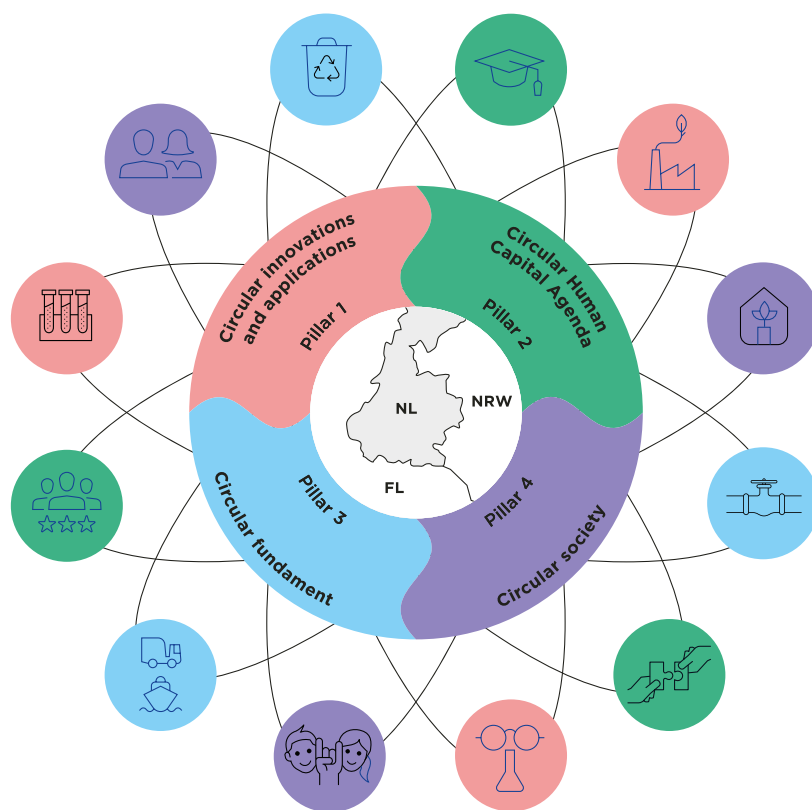 Circular innovations
and applications
Pillar 1
Circular Human
Capital Agenda
Pillar 2
NL
NRW
FL
Pillar 3
Circular fundament
Pillar 4
Circular society